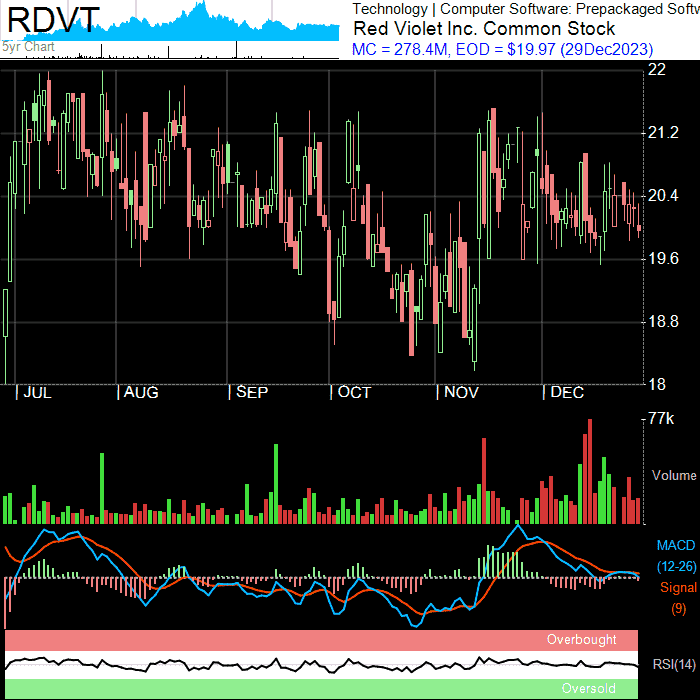 RDVT
5yr Chart
Technology | Computer Software: Prepackaged Softw
Red Violet Inc. Common Stock
MC = 278.4M, EOD = $19.97 (29Dec2023)
22
21.2
20.4
19.6
18.8
18
JUL AUG SEP OCT NOV DEC
77k
Volume
MACD
(12-26)
Signal
(9)
Overbought
RSI(14)
Oversold